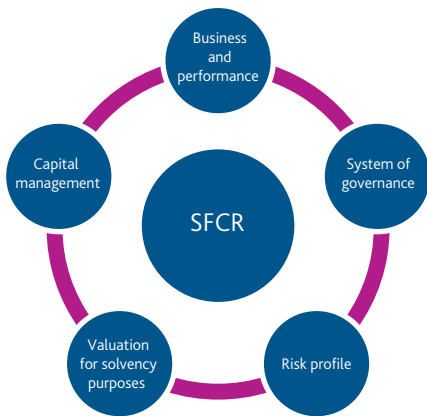 Business
and
performance
System of
governance
Risk profile
Valuation
for solvency
purposes
Capital
management
SFCR